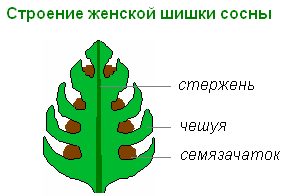 Строение женской шишки сосны
стержень
чешуя
семязачаток